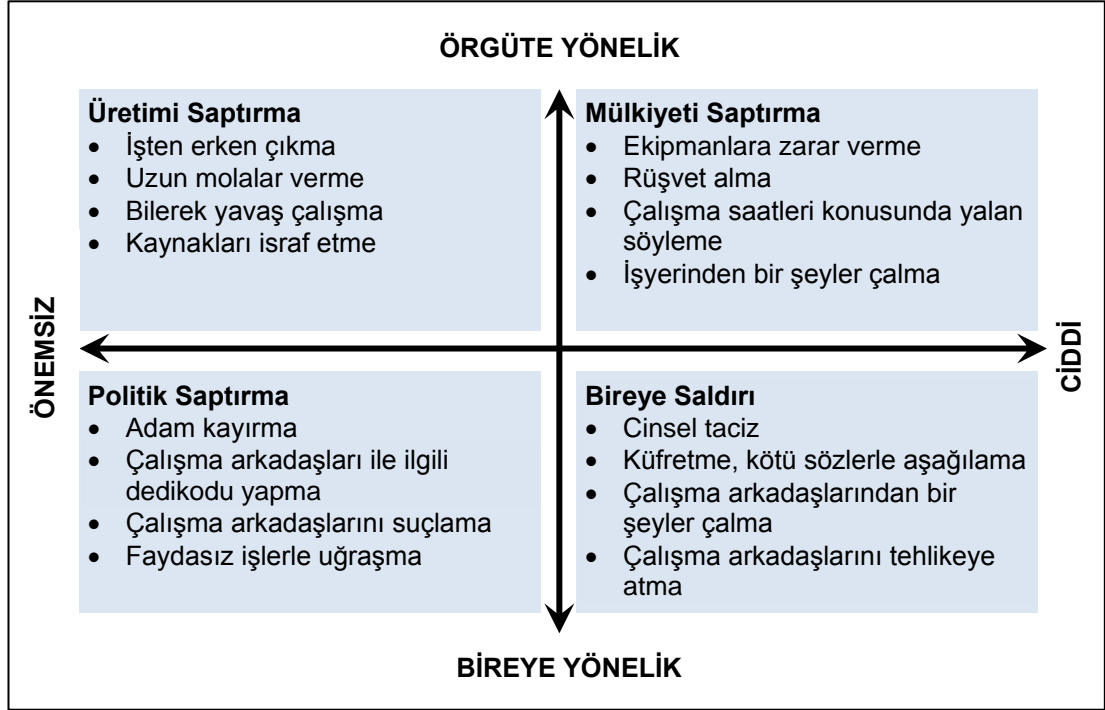 ÖRGÜTE YÖNELİK
Üretimi Saptırma
• İşten erken çıkma
• Uzun molalar verme
• Bilerek yavaş çalışma
• Kaynakları israf etme
Mülkiyeti Saptırma
• Ekipmanlara zarar verme
• Rüşvet alma
• Çalışma saatleri konusunda yalan
söyleme
• İşyerinden bir şeyler çalma
ÖNEMSİZ
CİDDİ
Politik Saptırma
• Adam kayırma
• Çalışma arkadaşları ile ilgili
dedikodu yapma
• Çalışma arkadaşlarını suçlama
• Faydasız işlerle uğraşma
Bireye Saldırı
• Cinsel taciz
• Küfretme, kötü sözlerle aşağılama
• Çalışma arkadaşlarından bir
şeyler çalma
• Çalışma arkadaşlarını tehlikeye
atma
BİREYE YÖNELİK